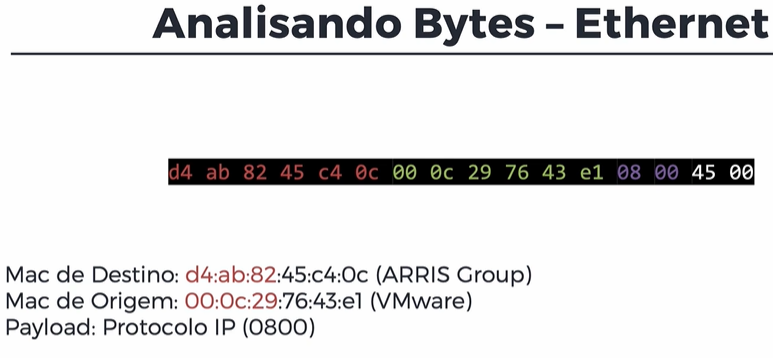 Analisando Bytes – Ethernet
d4 ab 82 45 c4 0c 00 0c 29 76 43 e1 08 00 45 00
Mac de Destino: d4:ab:82:45:c4:0c (ARRIS Group)
Mac de Origem: 00:0c:29:76:43:e1 (VMware)
Payload: Protocolo IP (0800)